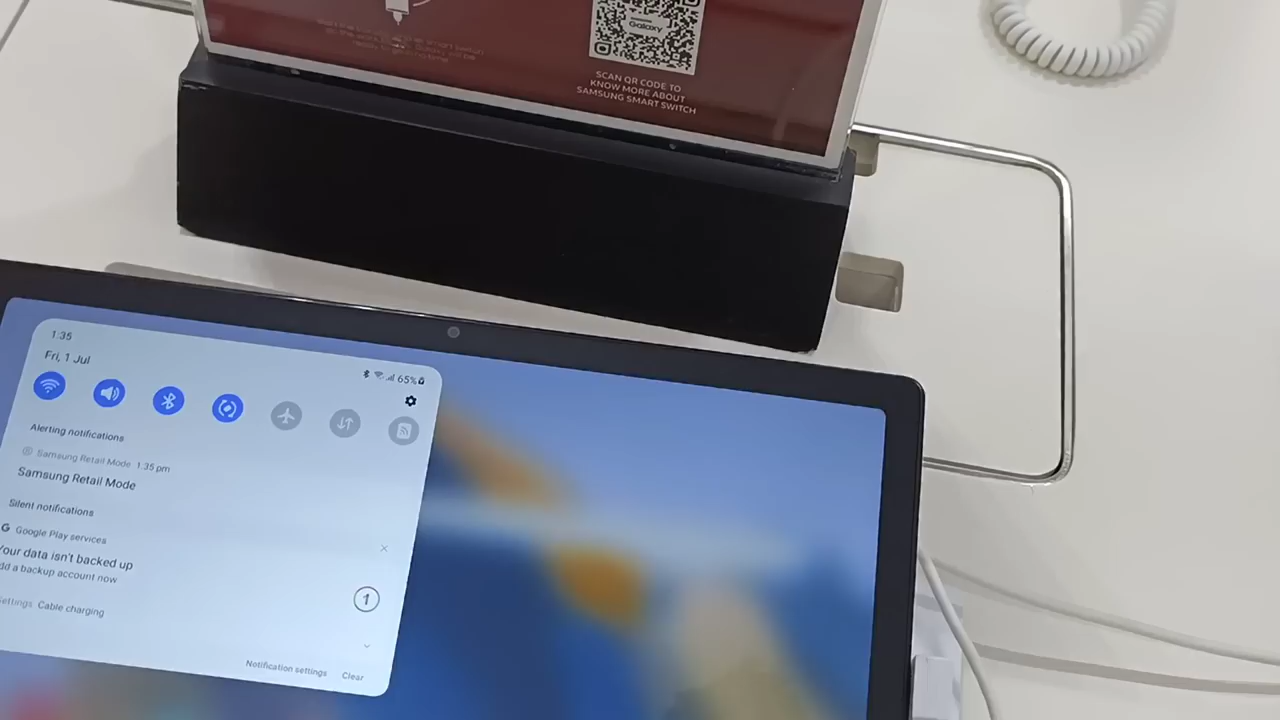 Galaxy
SCAN QR CODE TO
KNOW MORE ABOUT
SAMSUNG SMART SWITCH
1:35
Fri, 1 Jul
65%
Alerting notifications
Samsung Retail Mode 1:35 pm
Samsung Retail Mode
Silent notifications
G Google Play services
Your data isn't backed up
add a backup account now
1
Settings Cable charging
Notification settings Clear